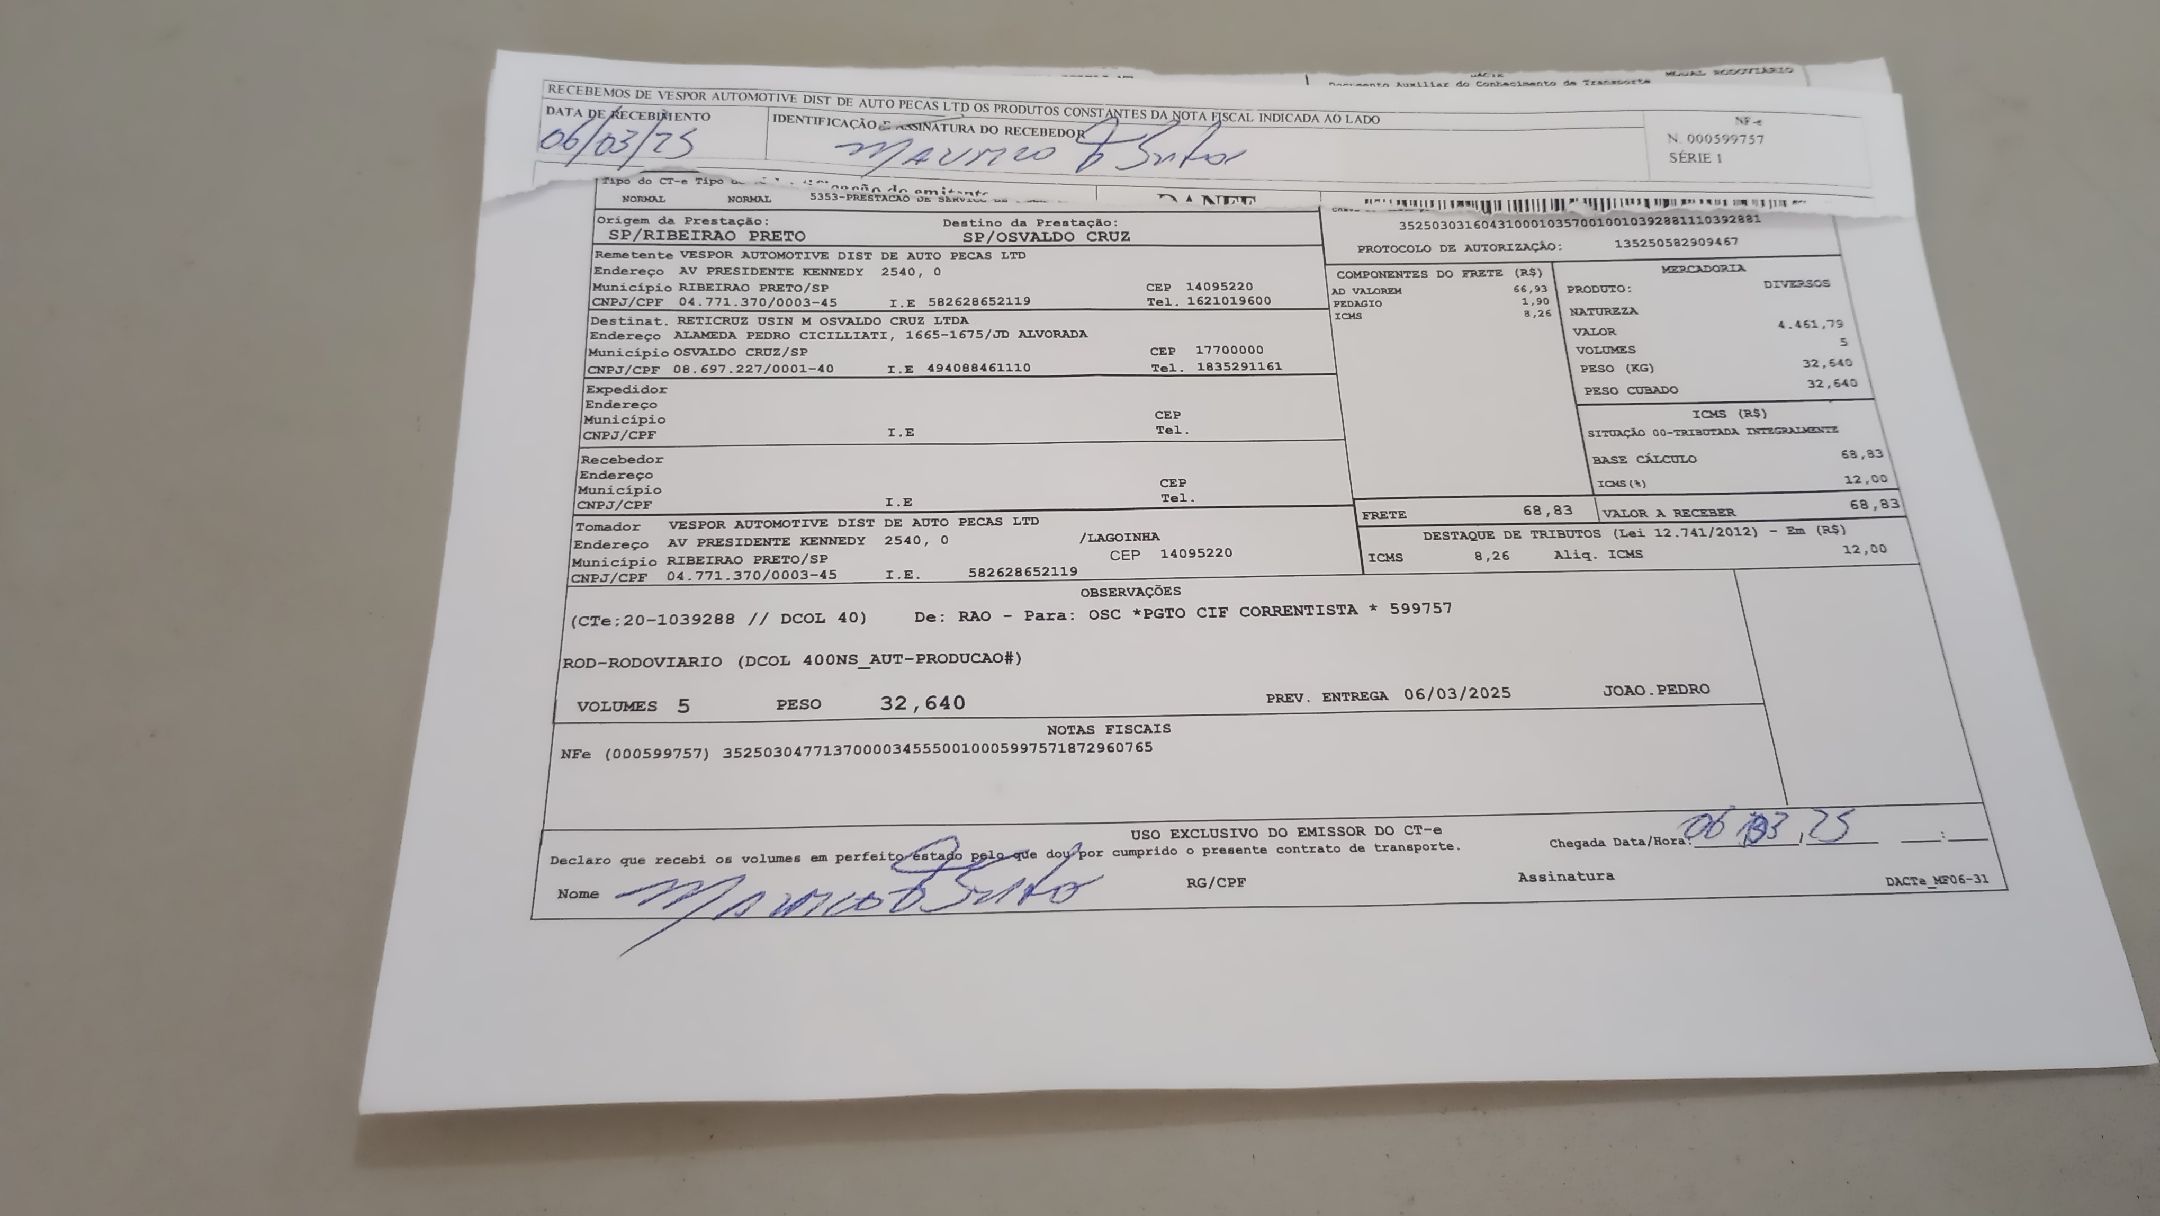 MODAL RODOVIÁRIO
Documento Auxiliar do Conhecimento de Transporte
RECEBEMOS DE VESPOR AUTOMOTIVE DIST DE AUTO PECAS LTD OS PRODUTOS CONSTANTES DA NOTA FISCAL INDICADA AO LADO
DATA DE RECEBIMENTO IDENTIFICAÇÃO E ASSINATURA DO RECEBEDOR NF-e
06/03/25 N. 000599757
SÉRIE 1
Tipo do CT-e Tipo
NORMAL NORMAL 5353-PRESTACAO DE SERVICO DE
DANFE
Origem da Prestação: Destino da Prestação:
SP/RIBEIRAO PRETO SP/OSVALDO CRUZ
35250303160431000103570010010392881110392881
PROTOCOLO DE AUTORIZAÇÃO: 135250582909467
Remetente VESPOR AUTOMOTIVE DIST DE AUTO PECAS LTD
Endereço AV PRESIDENTE KENNEDY 2540, 0
Município RIBEIRAO PRETO/SP CEP 14095220
CNPJ/CPF 04.771.370/0003-45 I.E 582628652119 Tel. 1621019600
Destinat. RETICRUZ USIN M OSVALDO CRUZ LTDA
Endereço ALAMEDA PEDRO CICILLIATI, 1665-1675/JD ALVORADA
Município OSVALDO CRUZ/SP CEP 17700000
CNPJ/CPF 08.697.227/0001-40 I.E 494088461110 Tel. 1835291161
Expedidor
Endereço
Município CEP
CNPJ/CPF I.E Tel.
Recebedor
Endereço
Município CEP
CNPJ/CPF I.E Tel.
Tomador VESPOR AUTOMOTIVE DIST DE AUTO PECAS LTD
Endereço AV PRESIDENTE KENNEDY 2540, 0 /LAGOINHA
Município RIBEIRAO PRETO/SP CEP 14095220
CNPJ/CPF 04.771.370/0003-45 I.E. 582628652119
COMPONENTES DO FRETE (R$)
AD VALOREM 66,93
PEDAGIO 1,90
ICMS 8,26
MERCADORIA
PRODUTO: DIVERSOS
NATUREZA
VALOR 4.461,79
VOLUMES 5
PESO (KG) 32,640
PESO CUBADO 32,640
ICMS (R$)
SITUAÇÃO 00-TRIBUTADA INTEGRALMENTE
BASE CÁLCULO 68,83
ICMS(%) 12,00
FRETE 68,83 VALOR A RECEBER 68,83
DESTAQUE DE TRIBUTOS (Lei 12.741/2012) - Em (R$)
ICMS 8,26 Aliq. ICMS 12,00
OBSERVAÇÕES
(CTe:20-1039288 // DCOL 40) De: RAO - Para: OSC *PGTO CIF CORRENTISTA * 599757
ROD-RODOVIARIO (DCOL 400NS_AUT-PRODUCAO#)
VOLUMES 5 PESO 32,640 PREV. ENTREGA 06/03/2025 JOAO.PEDRO
NOTAS FISCAIS
NFe (000599757) 35250304771370000345550010005997571872960765
USO EXCLUSIVO DO EMISSOR DO CT-e
Declaro que recebi os volumes em perfeito estado pelo que dou por cumprido o presente contrato de transporte. Chegada Data/Hora: 06/03,25 :
Nome RG/CPF Assinatura DACTe_MF06-31